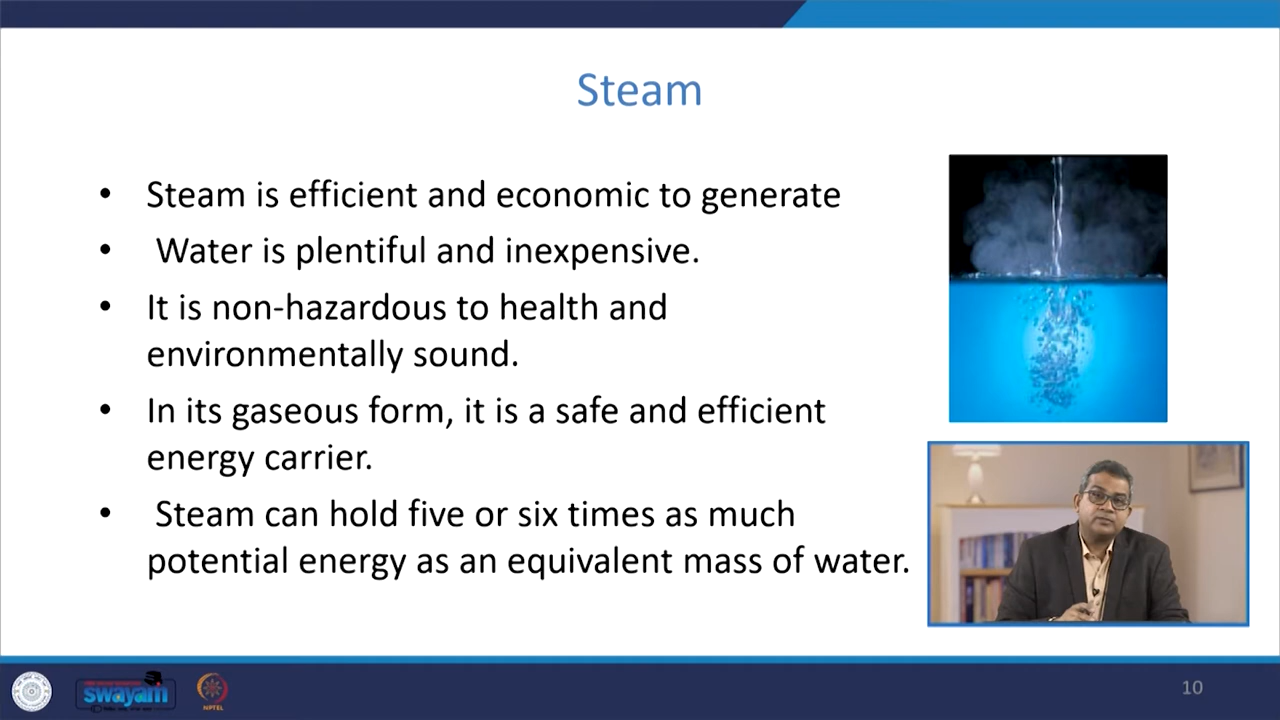 Steam
• Steam is efficient and economic to generate
• Water is plentiful and inexpensive.
• It is non-hazardous to health and
environmentally sound.
• In its gaseous form, it is a safe and efficient
energy carrier.
• Steam can hold five or six times as much
potential energy as an equivalent mass of water.
swayam
NPTEL
10